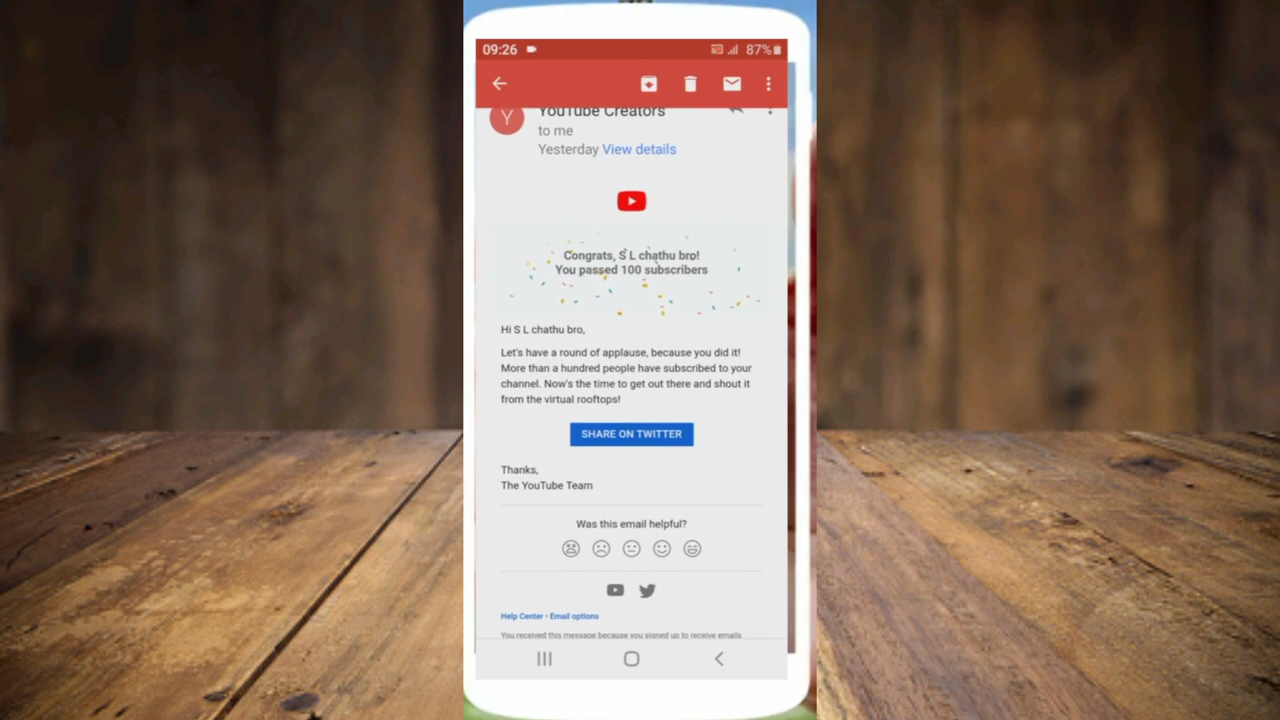 09:26
87%
Y
YouTube Creators
to me
Yesterday View details
Congrats, S L chathu bro!
You passed 100 subscribers
Hi S L chathu bro,
Let's have a round of applause, because you did it!
More than a hundred people have subscribed to your
channel. Now's the time to get out there and shout it
from the virtual rooftops!
SHARE ON TWITTER
Thanks,
The YouTube Team
Was this email helpful?
Help Center • Email options
You received this message because you signed up to receive emails